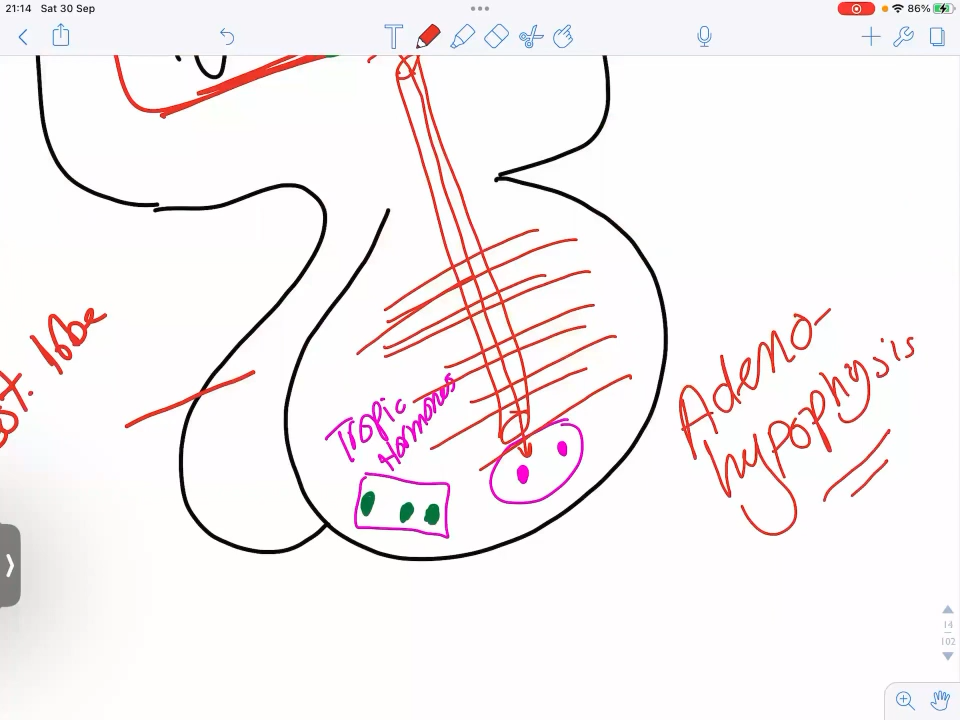 21:14 Sat 30 Sep
86%
T
lobe
Tropic
Hormones
Adeno-
hypophysis
14
102